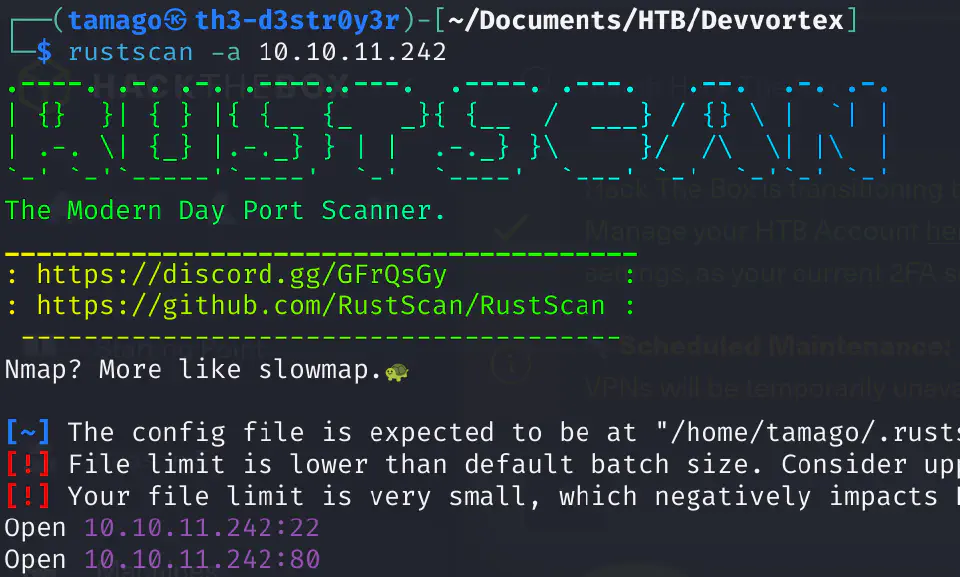 ┌──(tamago㉿th3-d3str0y3r)-[~/Documents/HTB/Devvortex]
└─$ rustscan -a 10.10.11.242
RUSTSCAN
The Modern Day Port Scanner.
: https://discord.gg/GFrQsGy :
: https://github.com/RustScan/RustScan :
Nmap? More like slowmap.🐢
[~] The config file is expected to be at "/home/tamago/.rusts
[!] File limit is lower than default batch size. Consider upp
[!] Your file limit is very small, which negatively impacts
Open 10.10.11.242:22
Open 10.10.11.242:80
HACKTHEBOX
Hack The Box is transitioning
Manage your HTB Account he
settings, as your current 2FA s
Scheduled Maintenance:
VPNs will be temporarily unava